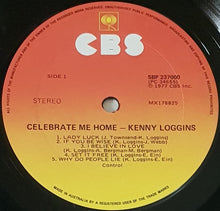 CBS
SIDE 1
SBP 237000
(PC 34655)
℗ 1977 CBS Inc.
STEREO
MX178825
CELEBRATE ME HOME — KENNY LOGGINS
1. LADY LUCK (J. Townsend-K. Loggins)
2. IF YOU BE WISE (K.Loggins-J. Webb)
3. I BELIEVE IN LOVE
(K. Loggins-A. Bergman-M. Bergman)
4. SET IT FREE (K. Loggins-E. Ein)
5. WHY DO PEOPLE LIE (K. Loggins-E. Ein)
Control
MADE IN AUSTRALIA BY A REGISTERED USER OF THE TRADE MARKS